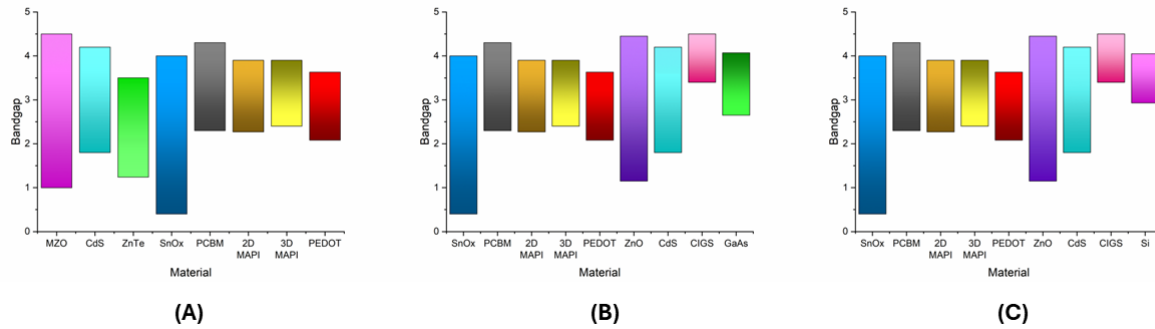 5
4
3
2
1
0
Bandgap
MZO CdS ZnTe SnOx PCBM 2D MAPI 3D MAPI PEDOT
Material
(A)
5
4
3
2
1
0
Bandgap
SnOx PCBM 2D MAPI 3D MAPI PEDOT ZnO CdS CIGS GaAs
Material
(B)
5
4
3
2
1
0
Bandgap
SnOx PCBM 2D MAPI 3D MAPI PEDOT ZnO CdS CIGS Si
Material
(C)